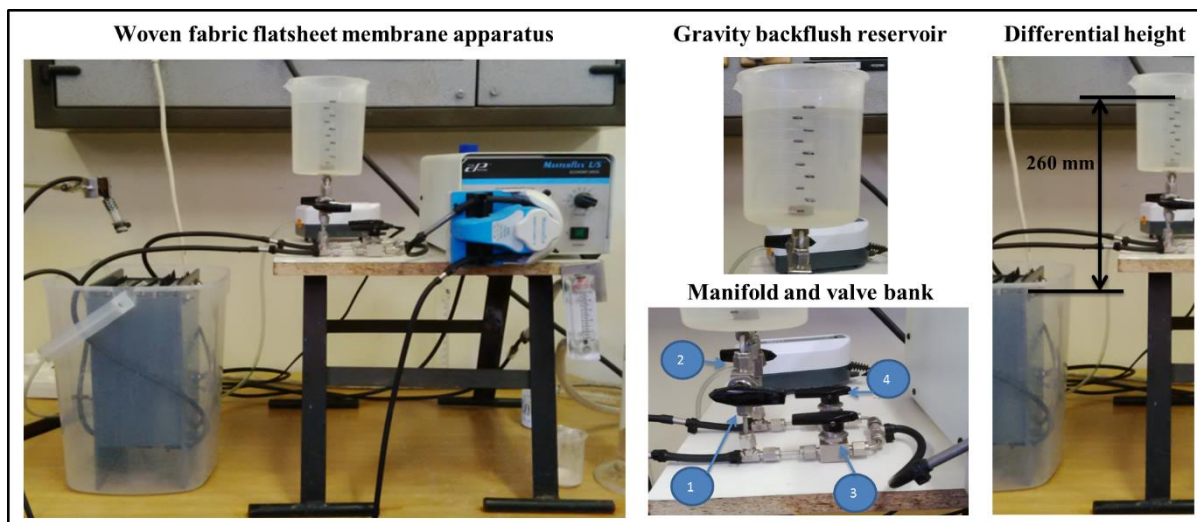 Woven fabric flatsheet membrane apparatus
Gravity backflush reservoir
Differential height
MASTERFLEX L/S
260 mm
Manifold and valve bank
2
4
1
3